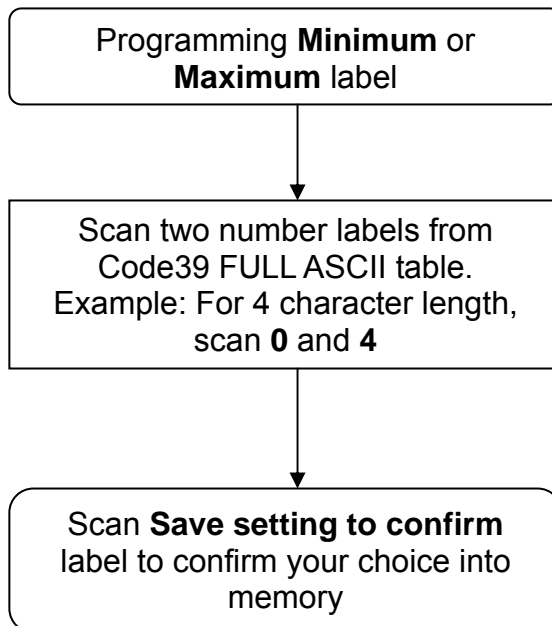 Programming Minimum or
Maximum label
Scan two number labels from
Code39 FULL ASCII table.
Example: For 4 character length,
scan 0 and 4
Scan Save setting to confirm
label to confirm your choice into
memory